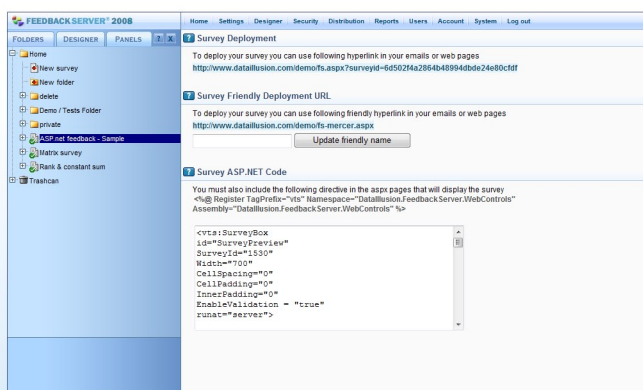 FEEDBACK SERVER® 2008
Home Settings Designer Security Distribution Reports Users Account System Log out
FOLDERS DESIGNER PANELS ? X
Home
New survey
New folder
delete
Demo / Tests Folder
private
ASP.net feedback - Sample
Matrix survey
Rank & constant sum
Trashcan
? Survey Deployment
To deploy your survey you can use following hyperlink in your emails or web pages
http://www.dataillusion.com/demo/fs.aspx?surveyid=6d502f4a2864b48994dbde24e80cfdf
? Survey Friendly Deployment URL
To deploy your survey you can use following friendly hyperlink in your emails or web pages
http://www.dataillusion.com/demo/fs-mercer.aspx
Update friendly name
? Survey ASP.NET Code
You must also include the following directive in the aspx pages that will display the survey
<%@ Register TagPrefix="vts" Namespace="DataIllusion.FeedbackServer.WebControls"
Assembly="DataIllusion.FeedbackServer.WebControls" %>
<vts:SurveyBox
id="SurveyPreview"
SurveyId="1530"
Width="700"
CellSpacing="0"
CellPadding="0"
InnerPadding="0"
EnableValidation = "true"
runat="server">